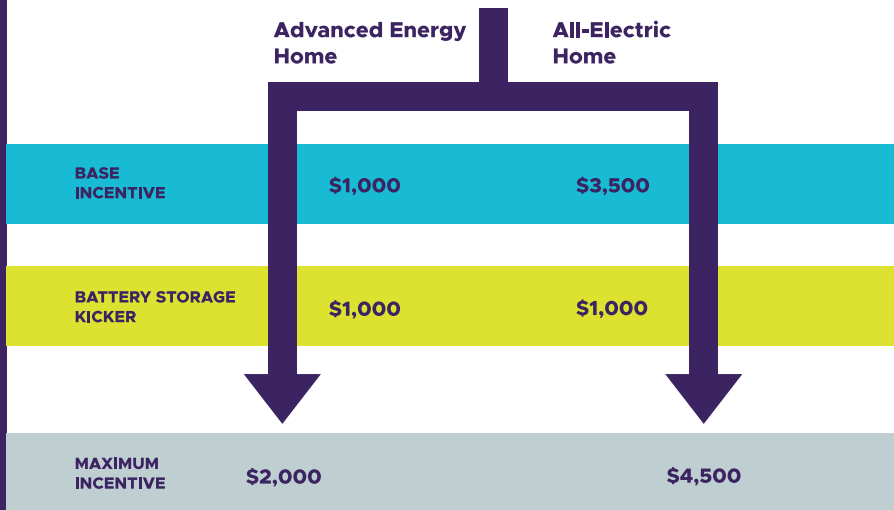 Advanced Energy
Home
All-Electric
Home
BASE
INCENTIVE
$1,000
$3,500
BATTERY STORAGE
KICKER
$1,000
$1,000
MAXIMUM
INCENTIVE
$2,000
$4,500